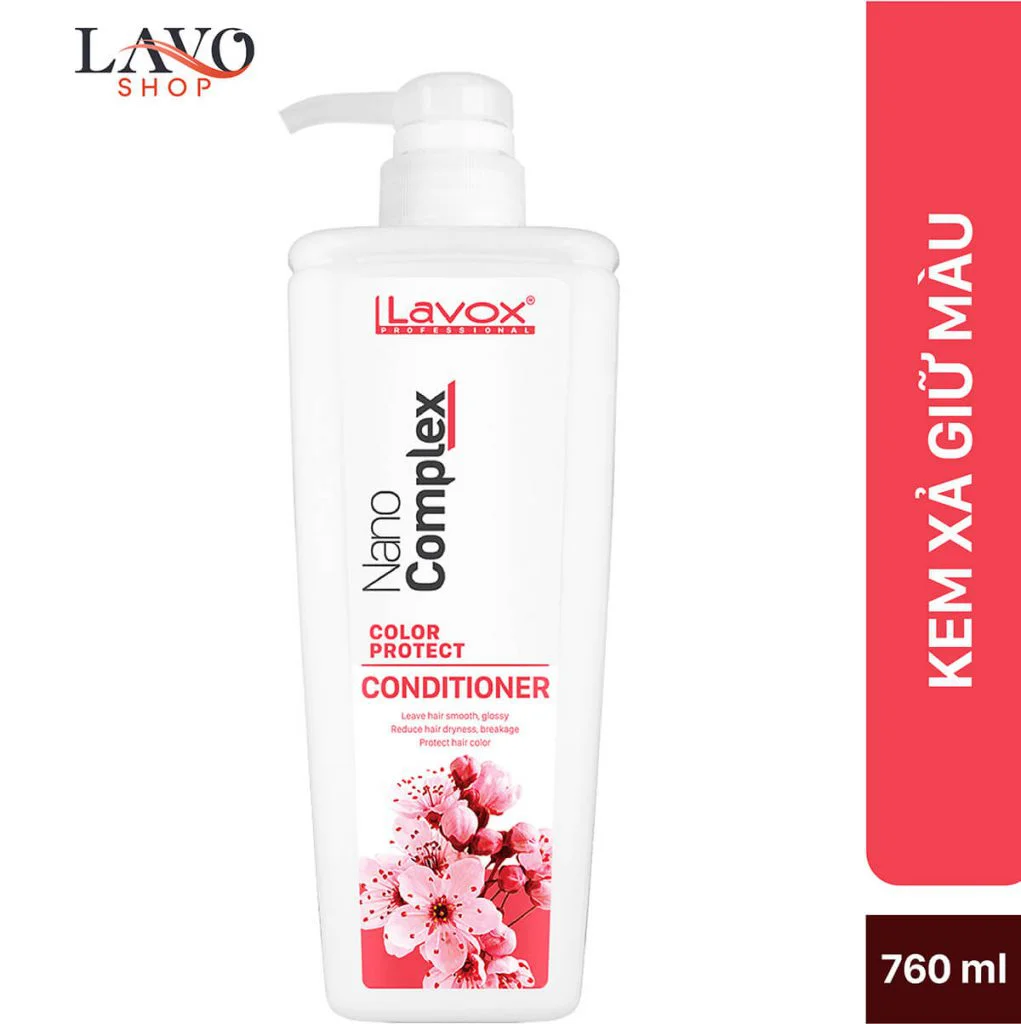 LAVO
SHOP
LLavox®
PROFESSIONAL
Nano
Complex
COLOR
PROTECT
CONDITIONER
Leave hair smooth, glossy
Reduce hair dryness, breakage
Protect hair color
KEM XẢ GIỮ MÀU
760 ml